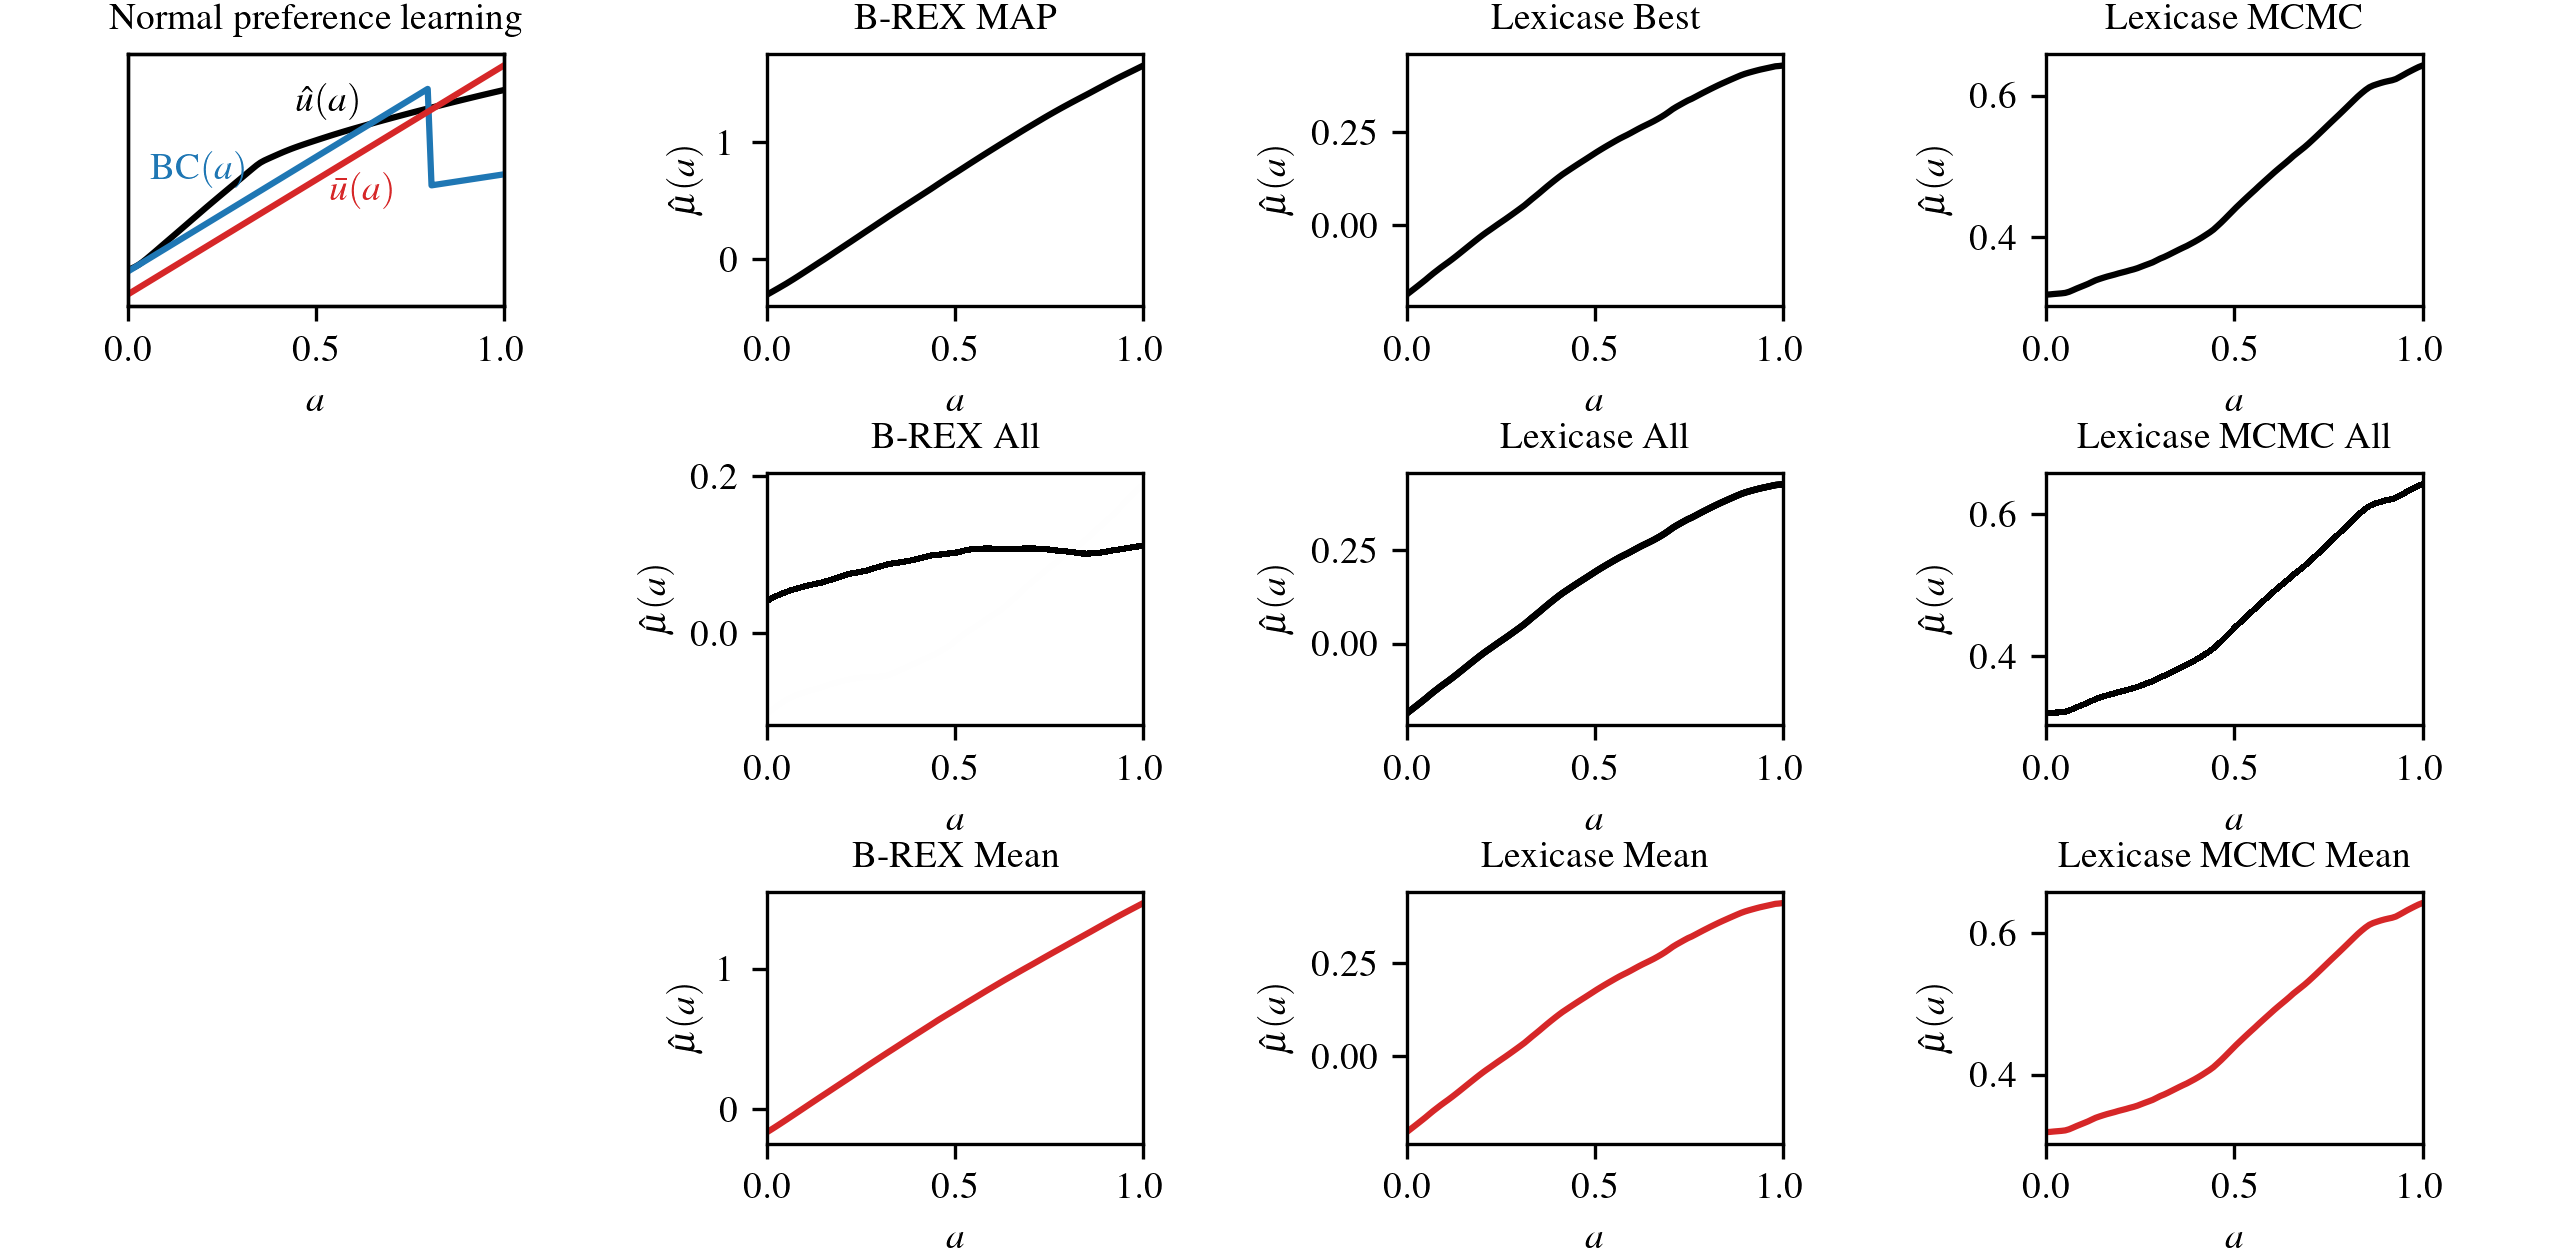 Normal preference learning
û(a)
BC(a)
ū(a)
0.0 0.5 1.0
a
B-REX MAP
1
0
μ̂(a)
0.0 0.5 1.0
a
Lexicase Best
0.25
0.00
μ̂(a)
0.0 0.5 1.0
a
Lexicase MCMC
0.6
0.4
μ̂(a)
0.0 0.5 1.0
a
B-REX All
0.2
0.0
μ̂(a)
0.0 0.5 1.0
a
Lexicase All
0.25
0.00
μ̂(a)
0.0 0.5 1.0
a
Lexicase MCMC All
0.6
0.4
μ̂(a)
0.0 0.5 1.0
a
B-REX Mean
1
0
μ̂(a)
0.0 0.5 1.0
a
Lexicase Mean
0.25
0.00
μ̂(a)
0.0 0.5 1.0
a
Lexicase MCMC Mean
0.6
0.4
μ̂(a)
0.0 0.5 1.0
a